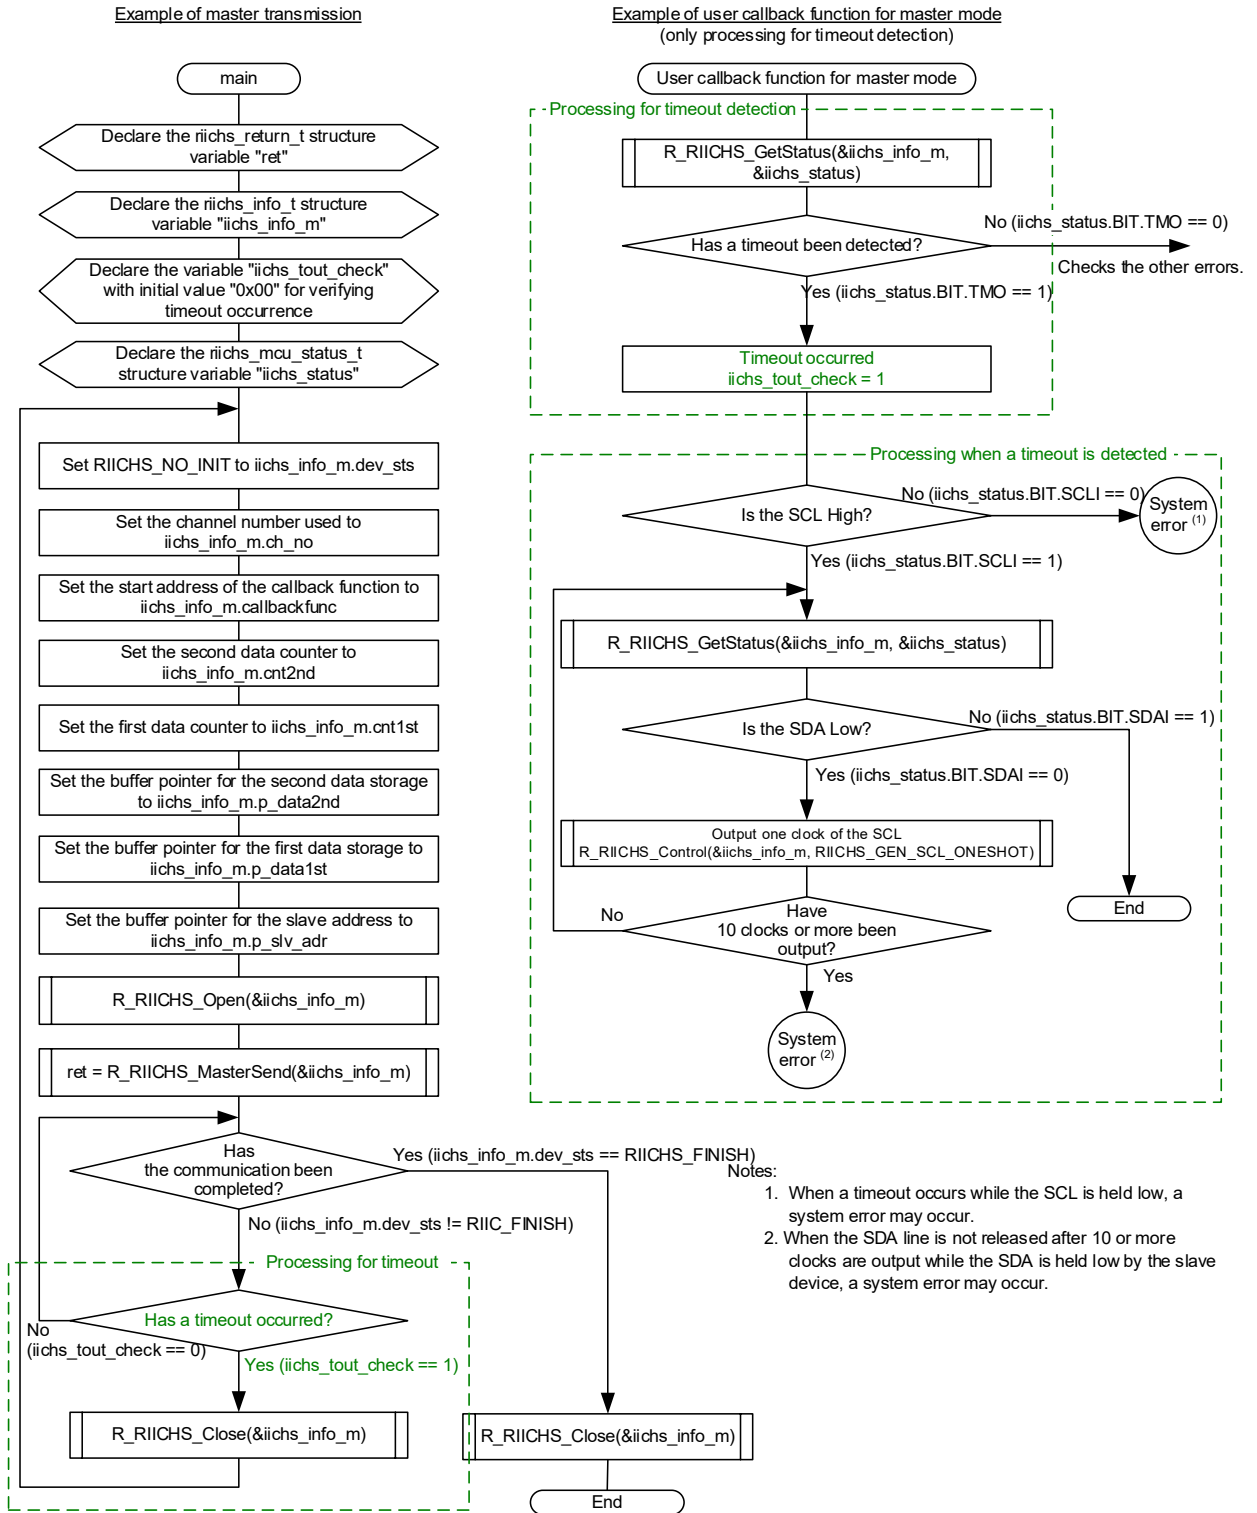 Example of master transmission
main
Declare the riichs_return_t structure
variable "ret"
Declare the riichs_info_t structure
variable "iichs_info_m"
Declare the variable "iichs_tout_check"
with initial value "0x00" for verifying
timeout occurrence
Declare the riichs_mcu_status_t
structure variable "iichs_status"
Set RIICHS_NO_INIT to iichs_info_m.dev_sts
Set the channel number used to
iichs_info_m.ch_no
Set the start address of the callback function to
iichs_info_m.callbackfunc
Set the second data counter to
iichs_info_m.cnt2nd
Set the first data counter to iichs_info_m.cnt1st
Set the buffer pointer for the second data storage
to iichs_info_m.p_data2nd
Set the buffer pointer for the first data storage to
iichs_info_m.p_data1st
Set the buffer pointer for the slave address to
iichs_info_m.p_slv_adr
R_RIICHS_Open(&iichs_info_m)
ret = R_RIICHS_MasterSend(&iichs_info_m)
Has
the communication been
completed?
Yes (iichs_info_m.dev_sts == RIICHS_FINISH)
No (iichs_info_m.dev_sts != RIIC_FINISH)
Processing for timeout
Has a timeout occurred?
No
(iichs_tout_check == 0)
Yes (iichs_tout_check == 1)
R_RIICHS_Close(&iichs_info_m)
R_RIICHS_Close(&iichs_info_m)
End
Example of user callback function for master mode
(only processing for timeout detection)
User callback function for master mode
Processing for timeout detection
R_RIICHS_GetStatus(&iichs_info_m,
&iichs_status)
Has a timeout been detected?
No (iichs_status.BIT.TMO == 0)
Checks the other errors.
Yes (iichs_status.BIT.TMO == 1)
Timeout occurred
iichs_tout_check = 1
Processing when a timeout is detected
Is the SCL High?
No (iichs_status.BIT.SCLI == 0)
System
error (1)
Yes (iichs_status.BIT.SCLI == 1)
R_RIICHS_GetStatus(&iichs_info_m, &iichs_status)
Is the SDA Low?
No (iichs_status.BIT.SDAI == 1)
Yes (iichs_status.BIT.SDAI == 0)
Output one clock of the SCL
R_RIICHS_Control(&iichs_info_m, RIICHS_GEN_SCL_ONESHOT)
End
Have
10 clocks or more been
output?
No
Yes
System
error (2)
Notes:
1. When a timeout occurs while the SCL is held low, a
system error may occur.
2. When the SDA line is not released after 10 or more
clocks are output while the SDA is held low by the slave
device, a system error may occur.